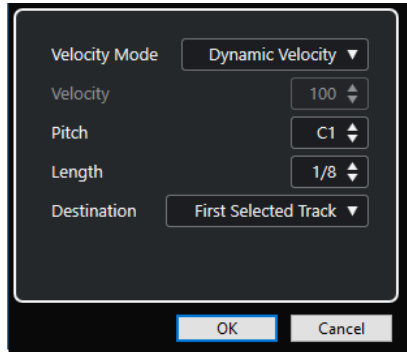 Velocity Mode Dynamic Velocity
Velocity 100
Pitch C1
Length 1/8
Destination First Selected Track
OK Cancel